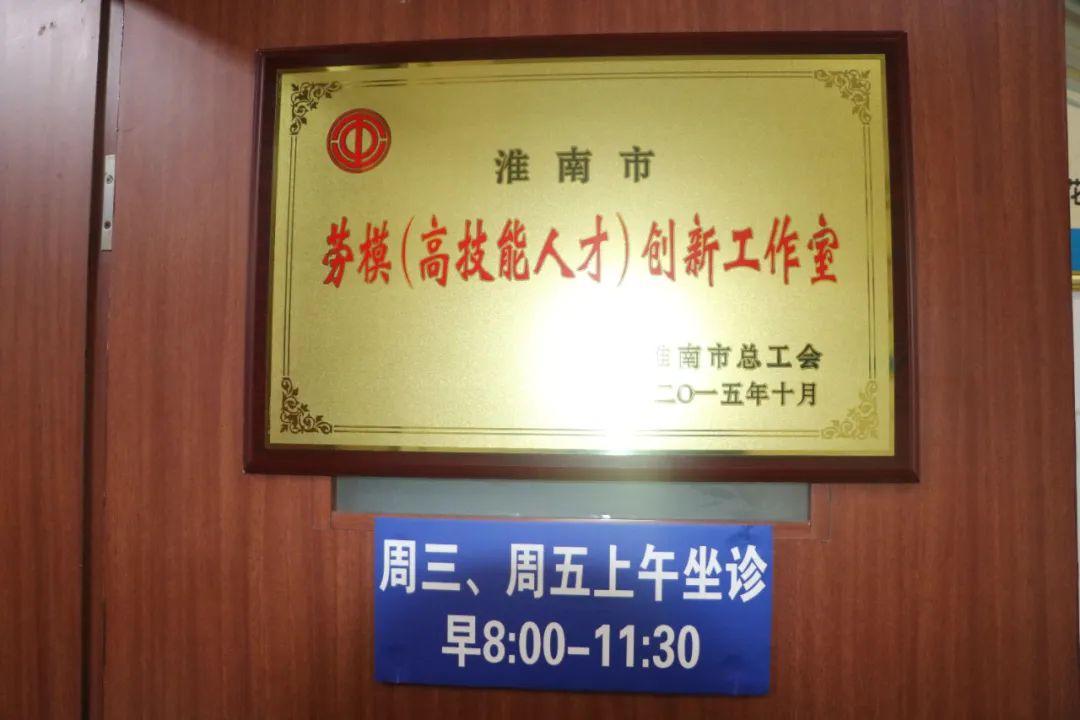 淮南市
劳模(高技能人才)创新工作室
淮南市总工会
二〇一五年十月
周三、周五上午坐诊
早8:00-11:30
花